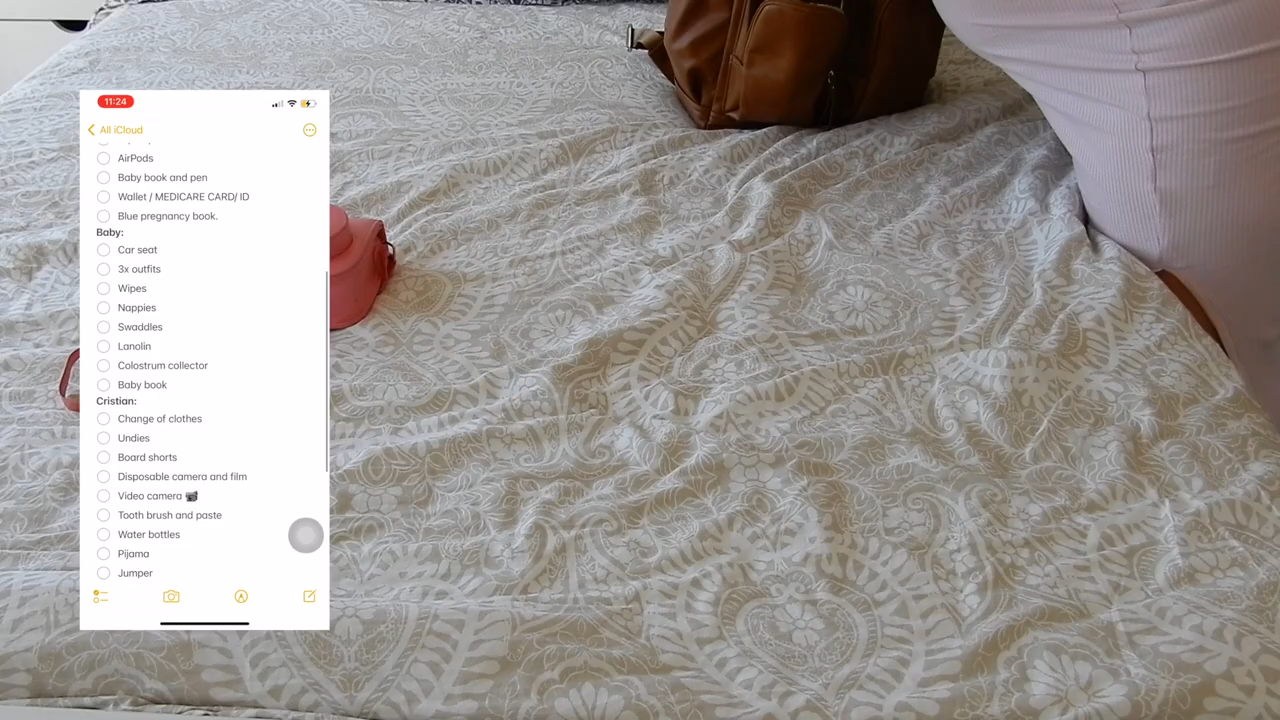 11:24
All iCloud
AirPods
Baby book and pen
Wallet / MEDICARE CARD/ ID
Blue pregnancy book.
Baby:
Car seat
3x outfits
Wipes
Nappies
Swaddles
Lanolin
Colostrum collector
Baby book
Cristian:
Change of clothes
Undies
Board shorts
Disposable camera and film
Video camera 📹
Tooth brush and paste
Water bottles
Pijama
Jumper